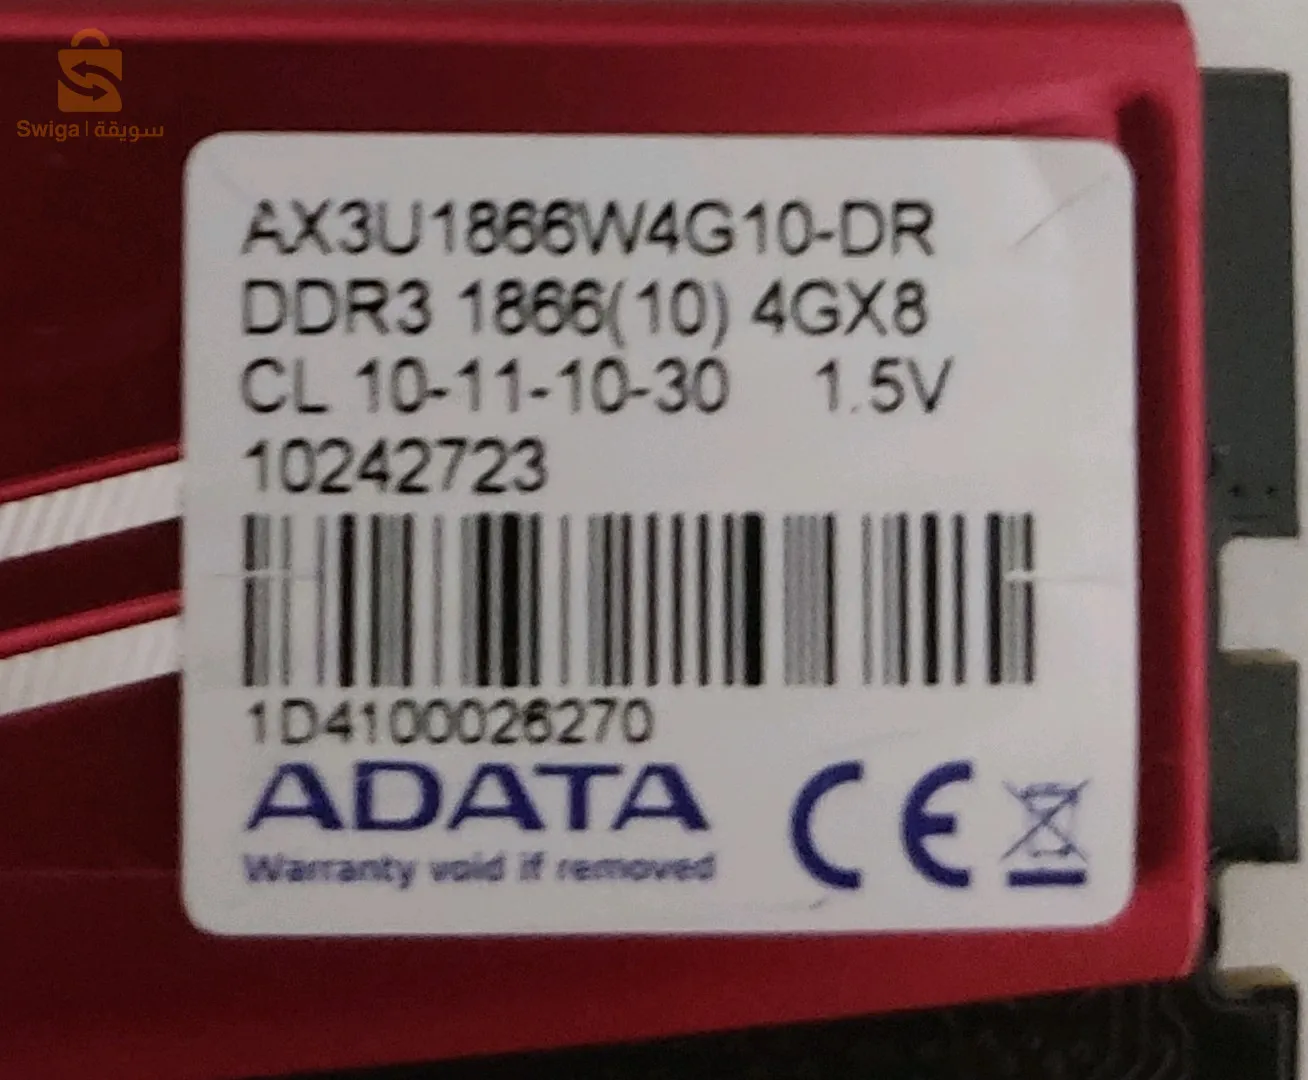 Swiga | سويقة
AX3U1866W4G10-DR
DDR3 1866(10) 4GX8
CL 10-11-10-30 1.5V
10242723
1D4100026270
ADATA CE
Warranty void if removed